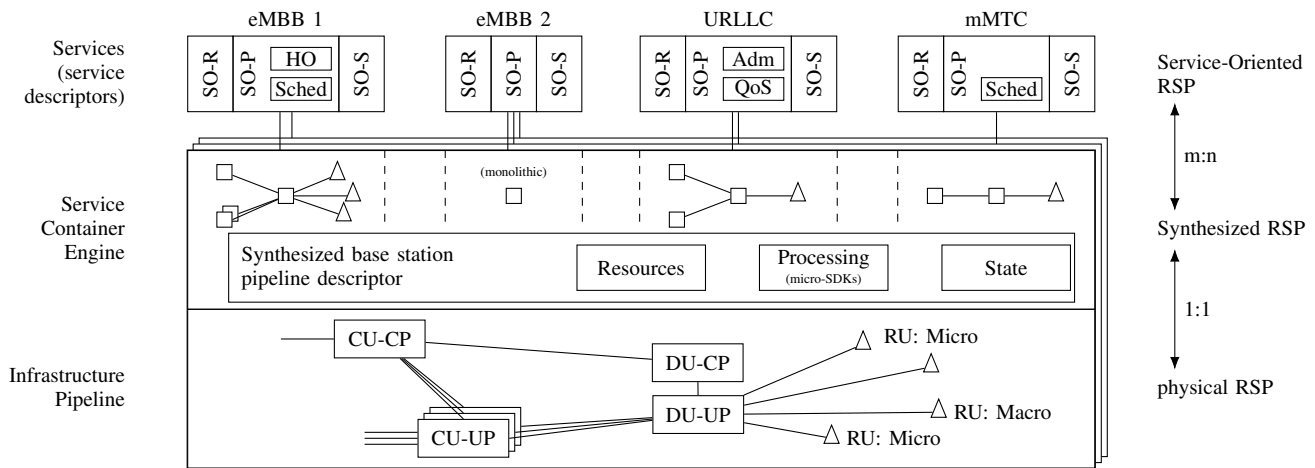 eMBB 1
eMBB 2
URLLC
mMTC
Services
(service
descriptors)
SO-R
SO-P
HO
Sched
SO-S
SO-R
SO-P
SO-S
SO-R
SO-P
Adm
QoS
SO-S
SO-R
SO-P
Sched
SO-S
Service-Oriented
RSP
m:n
Service
Container
Engine
(monolithic)
Synthesized RSP
Synthesized base station
pipeline descriptor
Resources
Processing
(micro-SDKs)
State
1:1
Infrastructure
Pipeline
CU-CP
DU-CP
CU-UP
DU-UP
RU: Micro
RU: Macro
RU: Micro
physical RSP